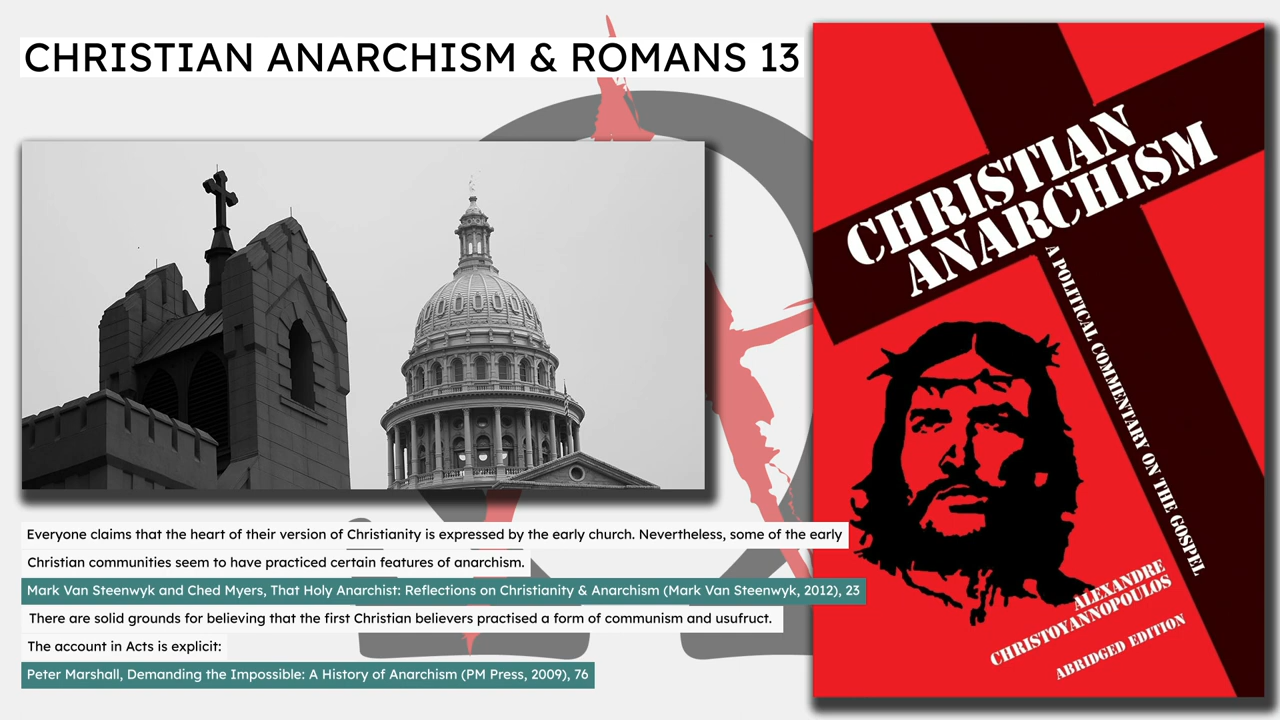 CHRISTIAN ANARCHISM & ROMANS 13
Everyone claims that the heart of their version of Christianity is expressed by the early church. Nevertheless, some of the early
Christian communities seem to have practiced certain features of anarchism.
Mark Van Steenwyk and Ched Myers, That Holy Anarchist: Reflections on Christianity & Anarchism (Mark Van Steenwyk, 2012), 23
There are solid grounds for believing that the first Christian believers practised a form of communism and usufruct.
The account in Acts is explicit:
Peter Marshall, Demanding the Impossible: A History of Anarchism (PM Press, 2009), 76
CHRISTIAN
ANARCHISM
A POLITICAL COMMENTARY ON THE GOSPEL
ALEXANDRE
CHRISTOYANNOPOULOS
ABRIDGED EDITION